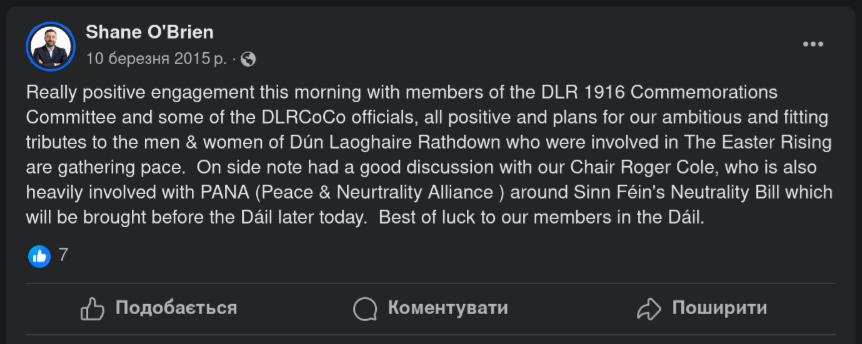 Shane O'Brien
10 березня 2015 р. ·
Really positive engagement this morning with members of the DLR 1916 Commemorations
Committee and some of the DLRCoCo officials, all positive and plans for our ambitious and fitting
tributes to the men & women of Dún Laoghaire Rathdown who were involved in The Easter Rising
are gathering pace.  On side note had a good discussion with our Chair Roger Cole, who is also
heavily involved with PANA (Peace & Neurtrality Alliance ) around Sinn Féin's Neutrality Bill which
will be brought before the Dáil later today.  Best of luck to our members in the Dáil.
7
Подобається Коментувати Поширити